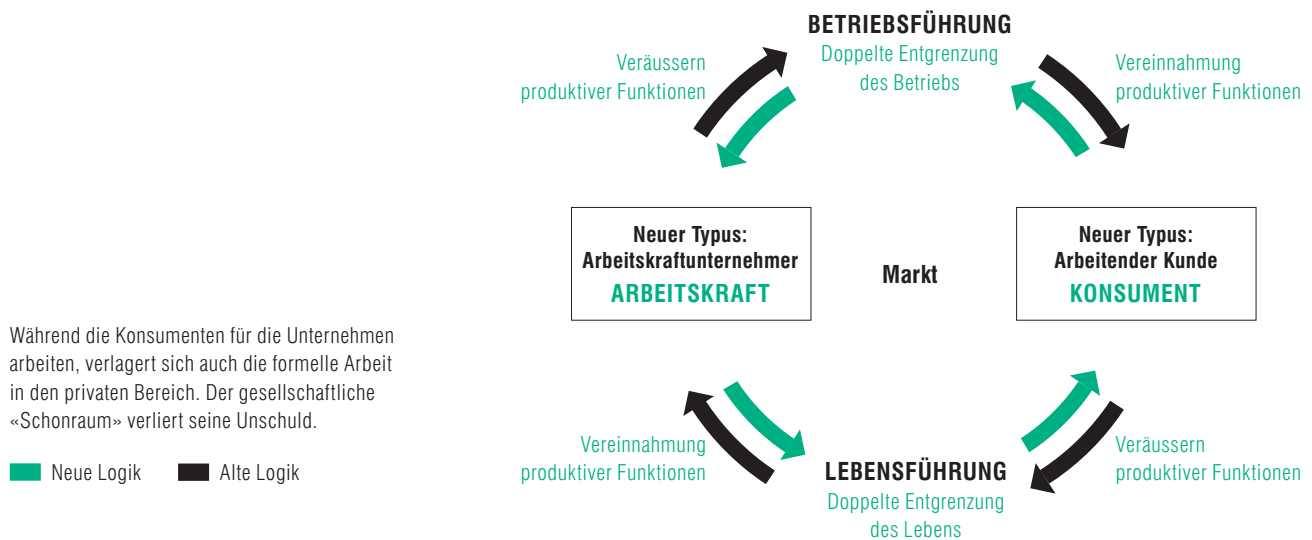 BETRIEBSFÜHRUNG
Doppelte Entgrenzung
des Betriebs
Veräussern
produktiver Funktionen
Vereinnahmung
produktiver Funktionen
Neuer Typus:
Arbeitskraftunternehmer
ARBEITSKRAFT
Markt
Neuer Typus:
Arbeitender Kunde
KONSUMENT
Während die Konsumenten für die Unternehmen
arbeiten, verlagert sich auch die formelle Arbeit
in den privaten Bereich. Der gesellschaftliche
«Schonraum» verliert seine Unschuld.
Neue Logik
Alte Logik
Vereinnahmung
produktiver Funktionen
LEBENSFÜHRUNG
Doppelte Entgrenzung
des Lebens
Veräussern
produktiver Funktionen